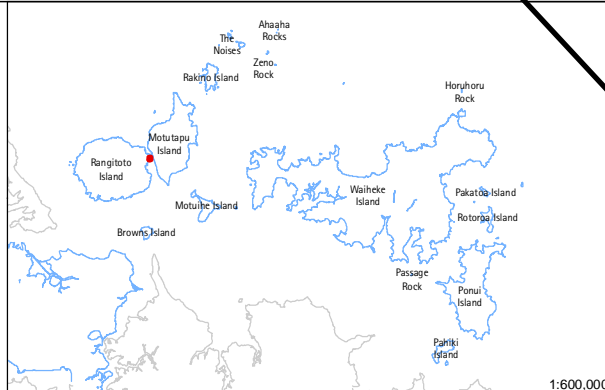 Ahaaha
Rocks
The
Noises
Zeno
Rock
Rakino Island
Horuhoru
Rock
Motutapu
Island
Rangitoto
Island
Waiheke
Island
Pakatoa Island
Motuihe Island
Rotoroa Island
Browns Island
Passage
Rock
Ponui
Island
Pahiki
Island
1:600,000